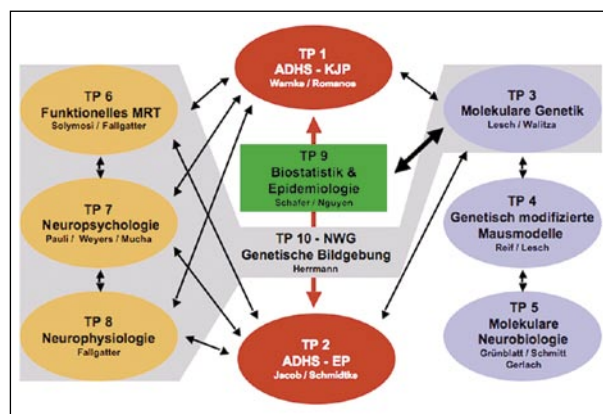 TP 1
ADHS - KJP
Warnke / Romanos
TP 6
Funktionelles MRT
Solymosi / Fallgatter
TP 3
Molekulare Genetik
Lesch / Walitza
TP 9
Biostatistik &
Epidemiologie
Schäfer / Nguyen
TP 7
Neuropsychologie
Pauli / Weyers / Mucha
TP 4
Genetisch modifizierte
Mausmodelle
Reif / Lesch
TP 10 - NWG
Genetische Bildgebung
Herrmann
TP 8
Neurophysiologie
Fallgatter
TP 2
ADHS - EP
Jacob / Schmidtke
TP 5
Molekulare
Neurobiologie
Grünblatt / Schmitt
Gerlach